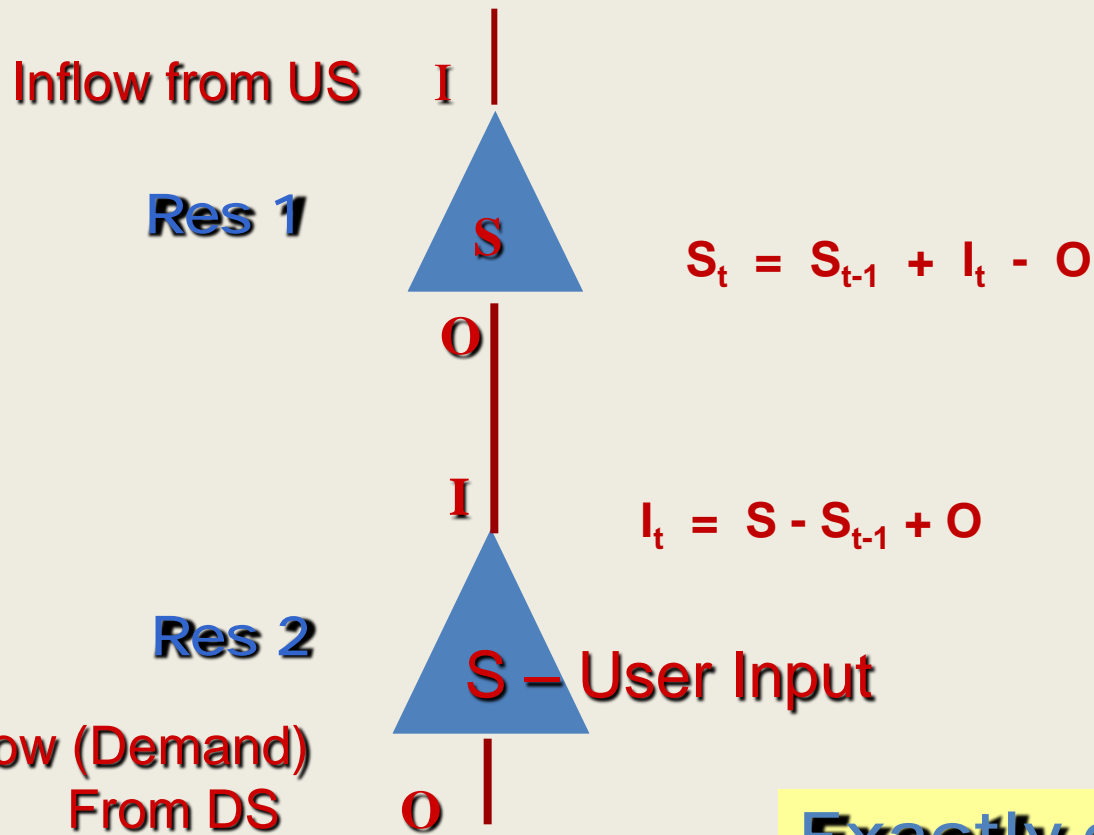 Inflow from US I
Res 1
S
Sₜ = Sₜ₋₁ + Iₜ - O
O
I
Iₜ = S - Sₜ₋₁ + O
Res 2
S – User Input
(Demand)
From DS O
Exactly